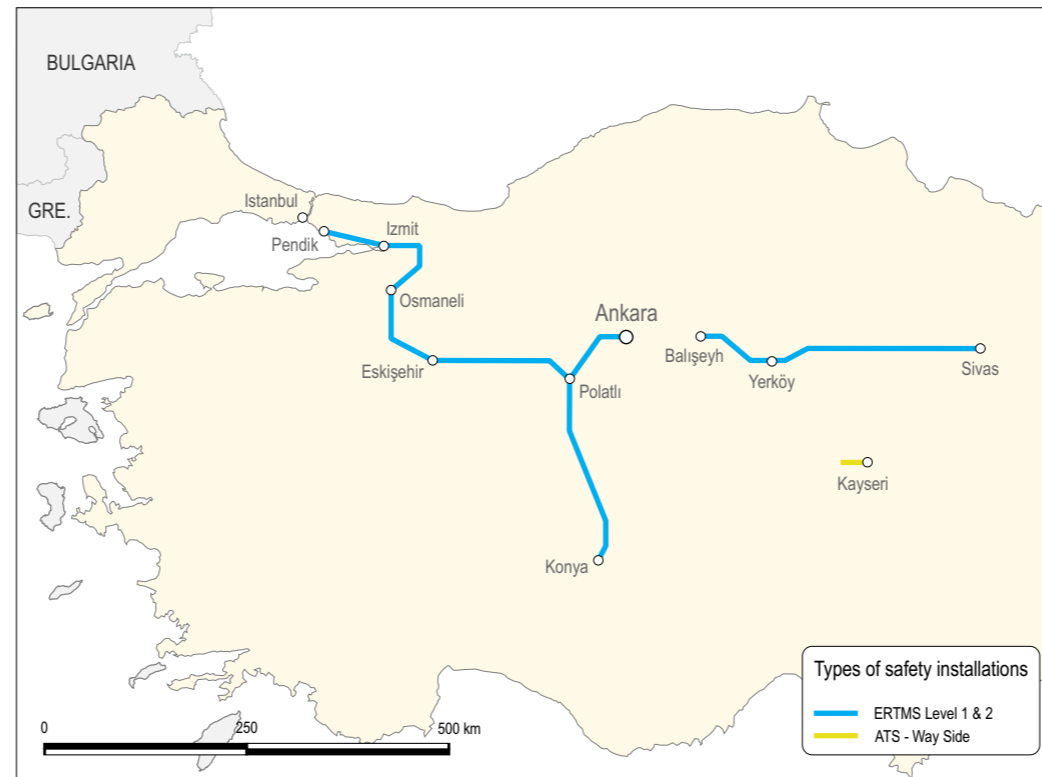 BULGARIA
GRE.
Istanbul
Pendik
Izmit
Osmaneli
Eskişehir
Ankara
Polatlı
Balışeyh
Yerköy
Sivas
Kayseri
Konya
Types of safety installations
ERTMS Level 1 & 2
ATS - Way Side
0 250 500 km